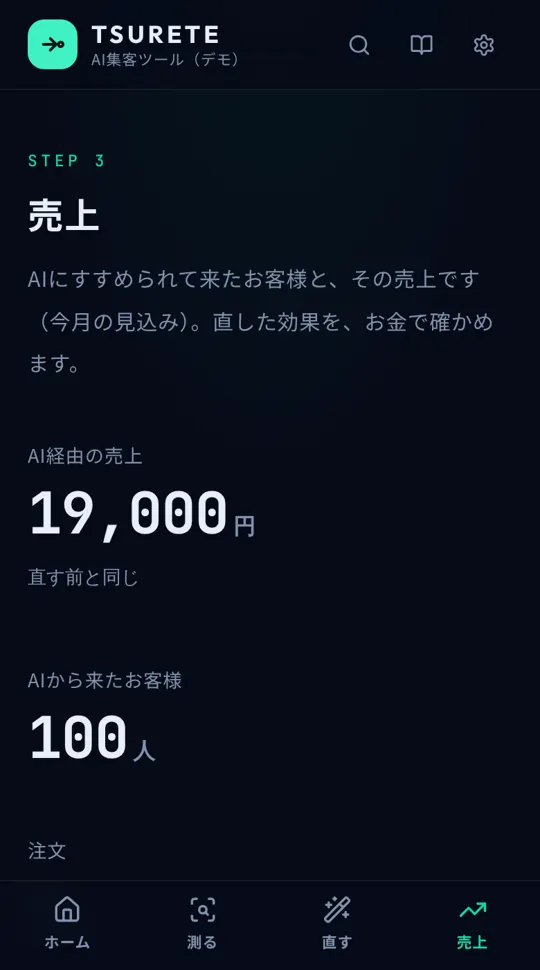 TSURETE
AI集客ツール（デモ）
STEP 3
売上
AIにすすめられて来たお客様と、その売上です
（今月の見込み）。直した効果を、お金で確かめ
ます。
AI経由の売上
19,000円
直す前と同じ
AIから来たお客様
100人
注文
ホーム
測る
直す
売上